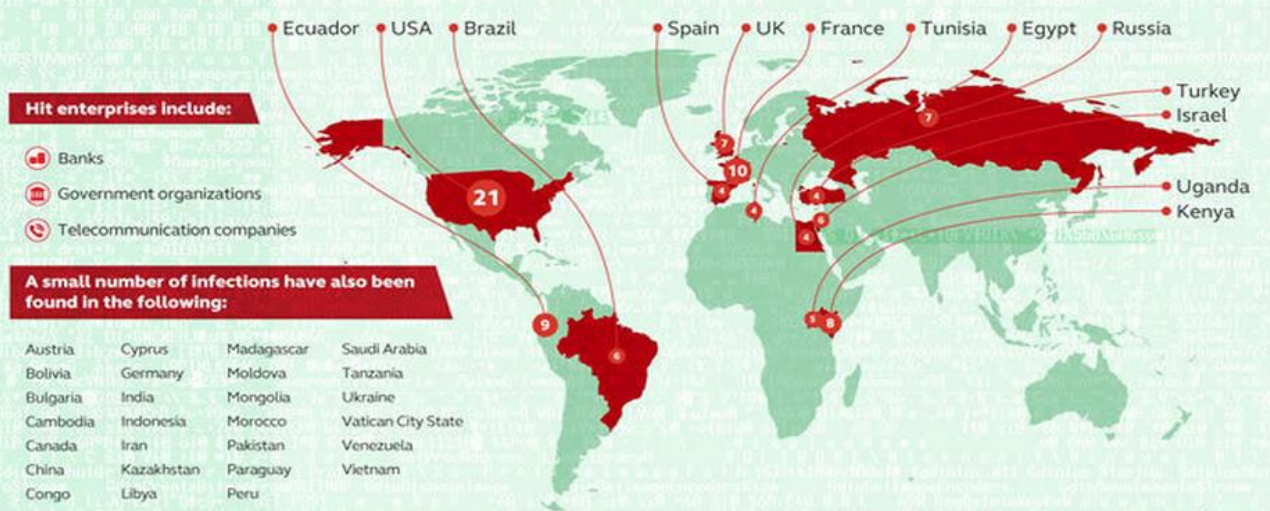 Ecuador USA Brazil Spain UK France Tunisia Egypt Russia
Turkey
Israel
Uganda
Kenya
Hit enterprises include:
Banks
Government organizations
Telecommunication companies
A small number of infections have also been
found in the following:
Austria Cyprus Madagascar Saudi Arabia
Bolivia Germany Moldova Tanzania
Bulgaria India Mongolia Ukraine
Cambodia Indonesia Morocco Vatican City State
Canada Iran Pakistan Venezuela
China Kazakhstan Paraguay Vietnam
Congo Libya Peru
7
7
10
4
4
21
4
6
4
9
5
8
6